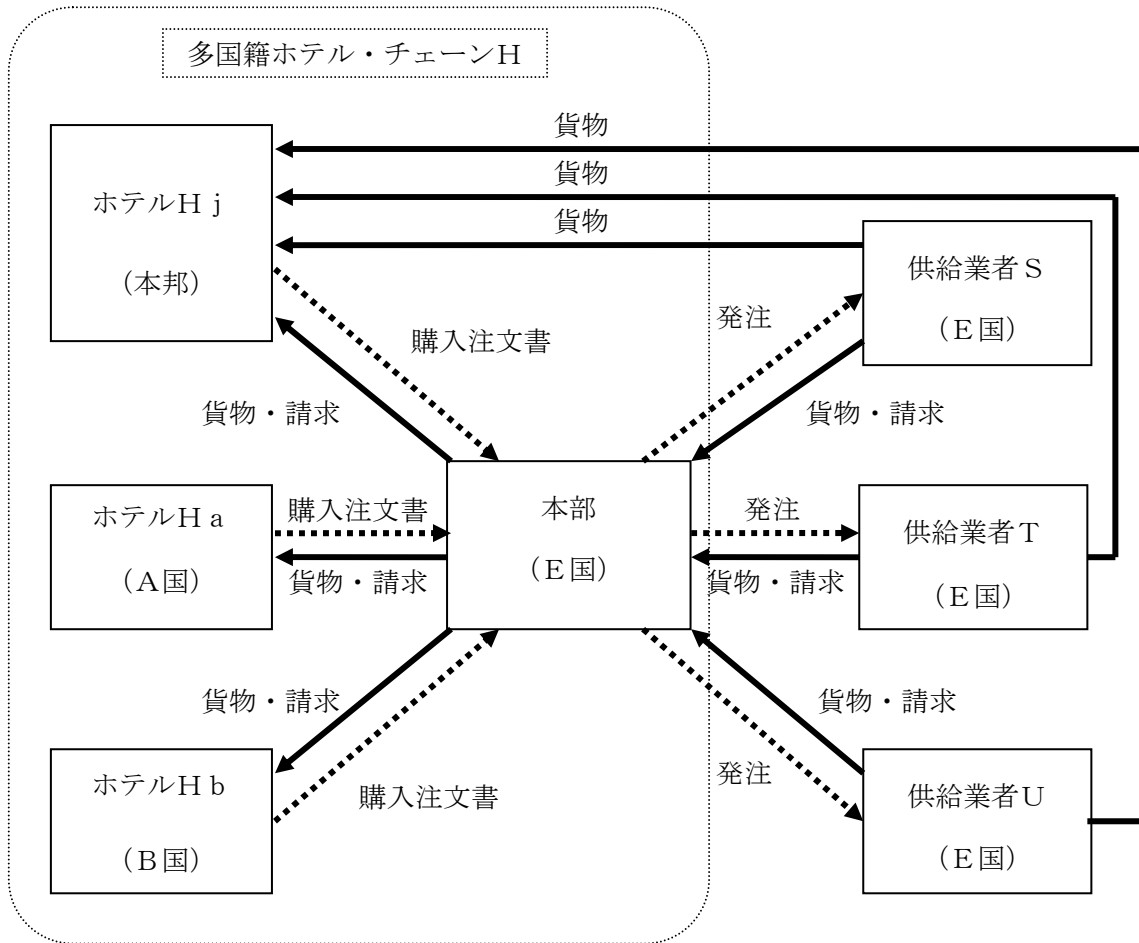 多国籍ホテル・チェーンＨ
貨物
貨物
貨物
ホテルＨｊ
（本邦）
供給業者Ｓ
（Ｅ国）
発注
購入注文書
貨物・請求
貨物・請求
ホテルＨａ
（Ａ国）
購入注文書
貨物・請求
本部
（Ｅ国）
発注
貨物・請求
供給業者Ｔ
（Ｅ国）
貨物・請求
貨物・請求
ホテルＨｂ
（Ｂ国）
購入注文書
発注
供給業者Ｕ
（Ｅ国）